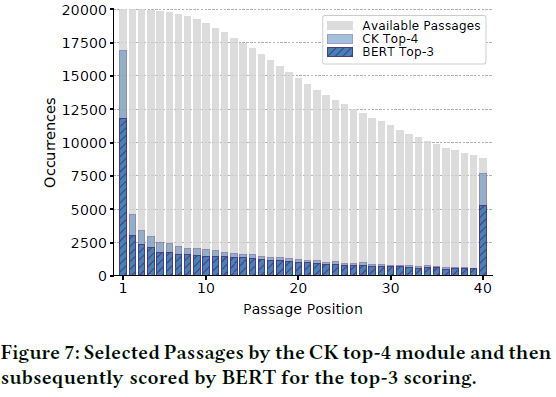 20000
17500
15000
12500
10000
7500
5000
2500
0
Occurrences
Available Passages
CK Top-4
BERT Top-3
1 10 20 30 40
Passage Position
Figure 7: Selected Passages by the CK top-4 module and then
subsequently scored by BERT for the top-3 scoring.